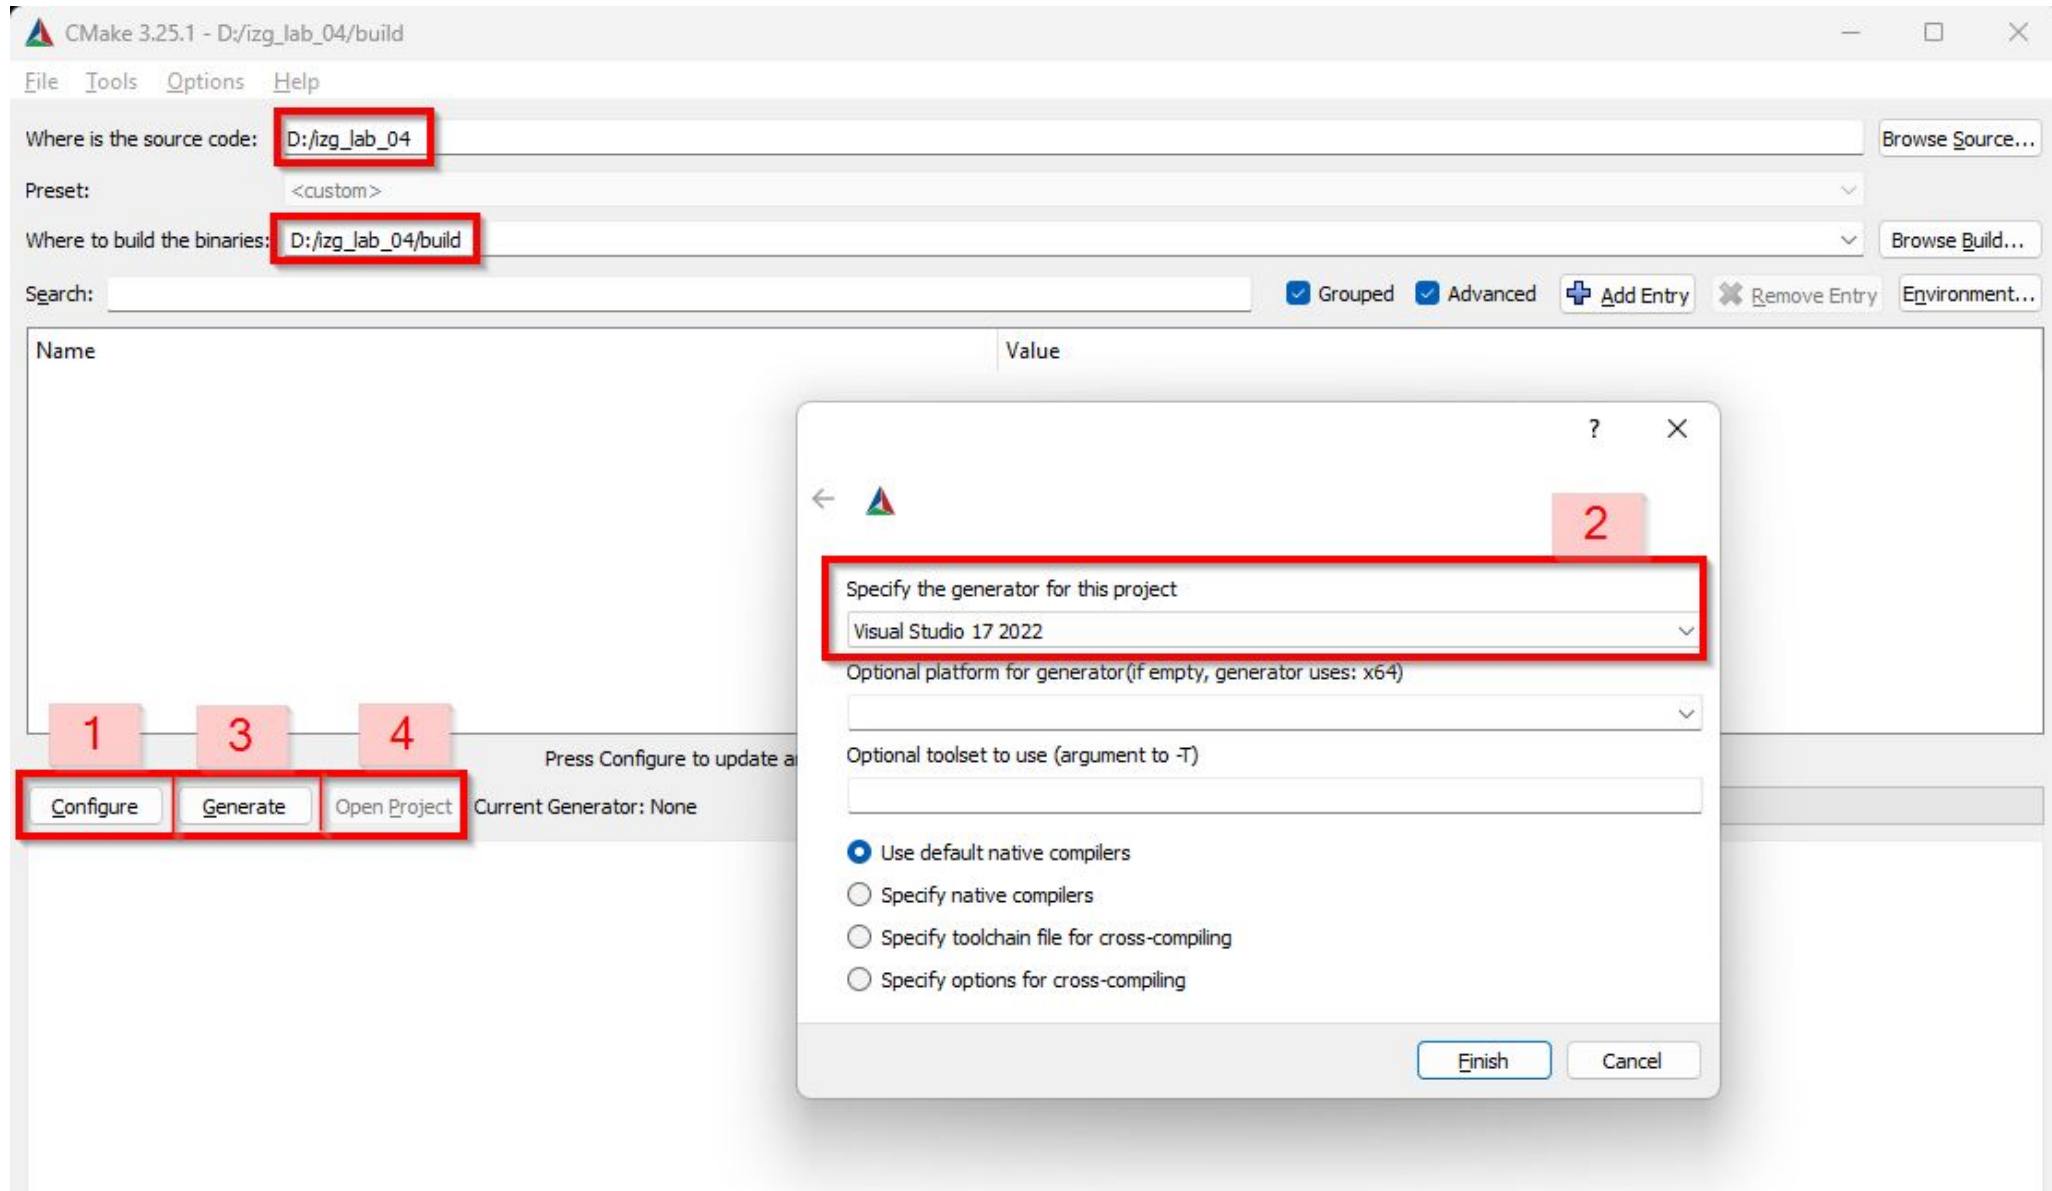 CMake 3.25.1 - D:/izg_lab_04/build
File Tools Options Help
Where is the source code: D:/izg_lab_04 Browse Source...
Preset: <custom>
Where to build the binaries: D:/izg_lab_04/build Browse Build...
Search: Grouped Advanced Add Entry Remove Entry Environment...
Name Value
?
2
Specify the generator for this project
Visual Studio 17 2022
Optional platform for generator(if empty, generator uses: x64)
1 3 4
Press Configure to update
Optional toolset to use (argument to -T)
Configure Generate Open Project Current Generator: None
Use default native compilers
Specify native compilers
Specify toolchain file for cross-compiling
Specify options for cross-compiling
Finish Cancel